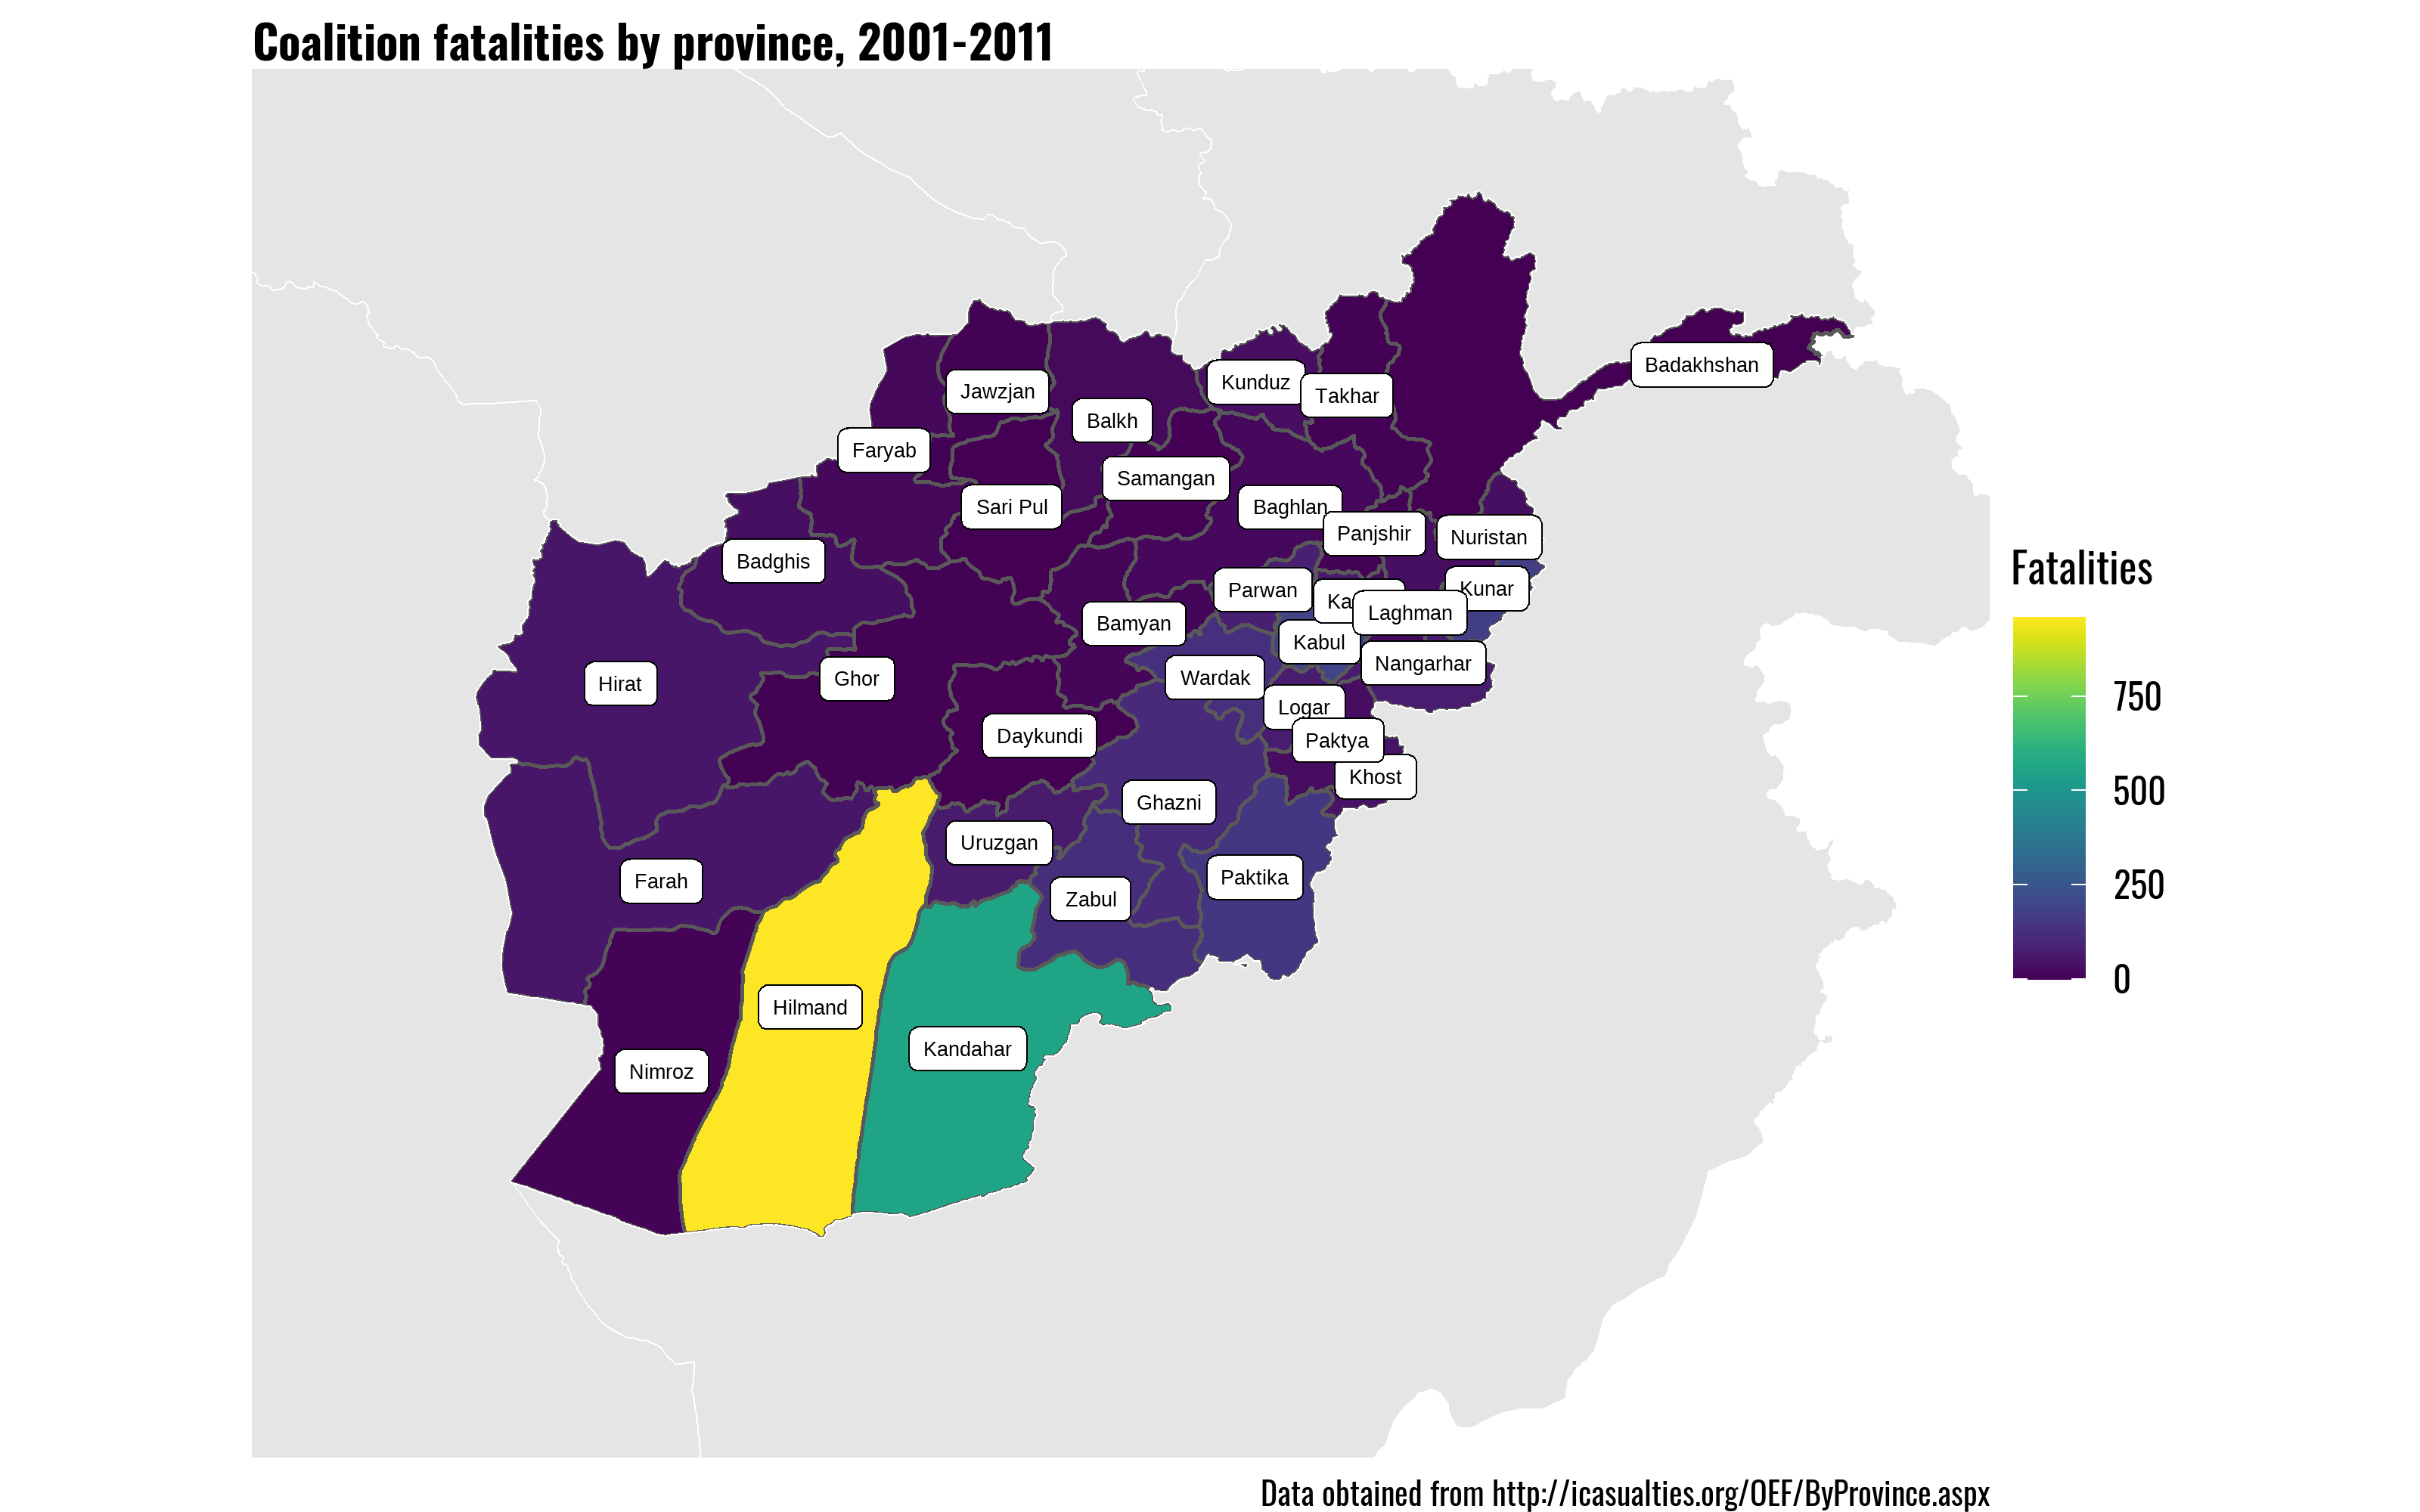 Coalition fatalities by province, 2001-2011
Badakhshan
Kunduz
Takhar
Jawzjan
Balkh
Faryab
Samangan
Sari Pul
Baghlan
Panjshir
Nuristan
Badghis
Parwan
Kunar
Laghman
Bamyan
Kabul
Nangarhar
Hirat
Ghor
Wardak
Logar
Daykundi
Paktya
Khost
Ghazni
Uruzgan
Farah
Paktika
Zabul
Hilmand
Kandahar
Nimroz
Fatalities
750
500
250
0
Data obtained from http://icasualties.org/OEF/ByProvince.aspx